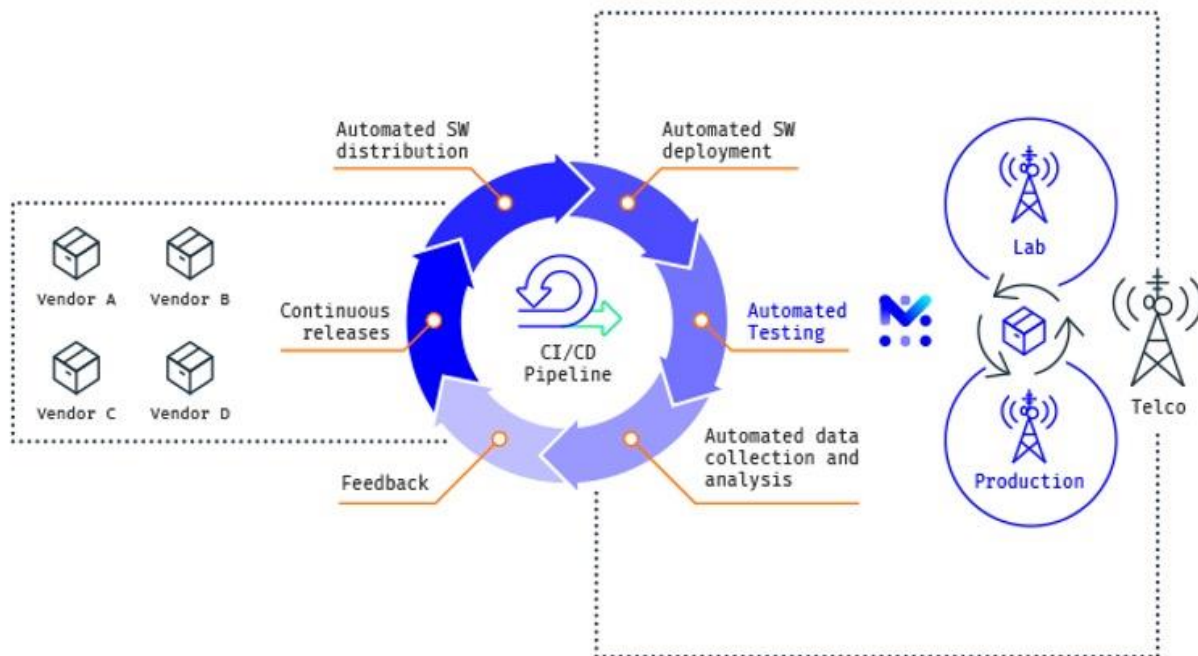 Automated SW
distribution
Automated SW
deployment
Vendor A
Vendor B
Vendor C
Vendor D
Continuous
releases
CI/CD
Pipeline
Automated
Testing
Feedback
Automated data
collection and
analysis
Lab
Production
Telco